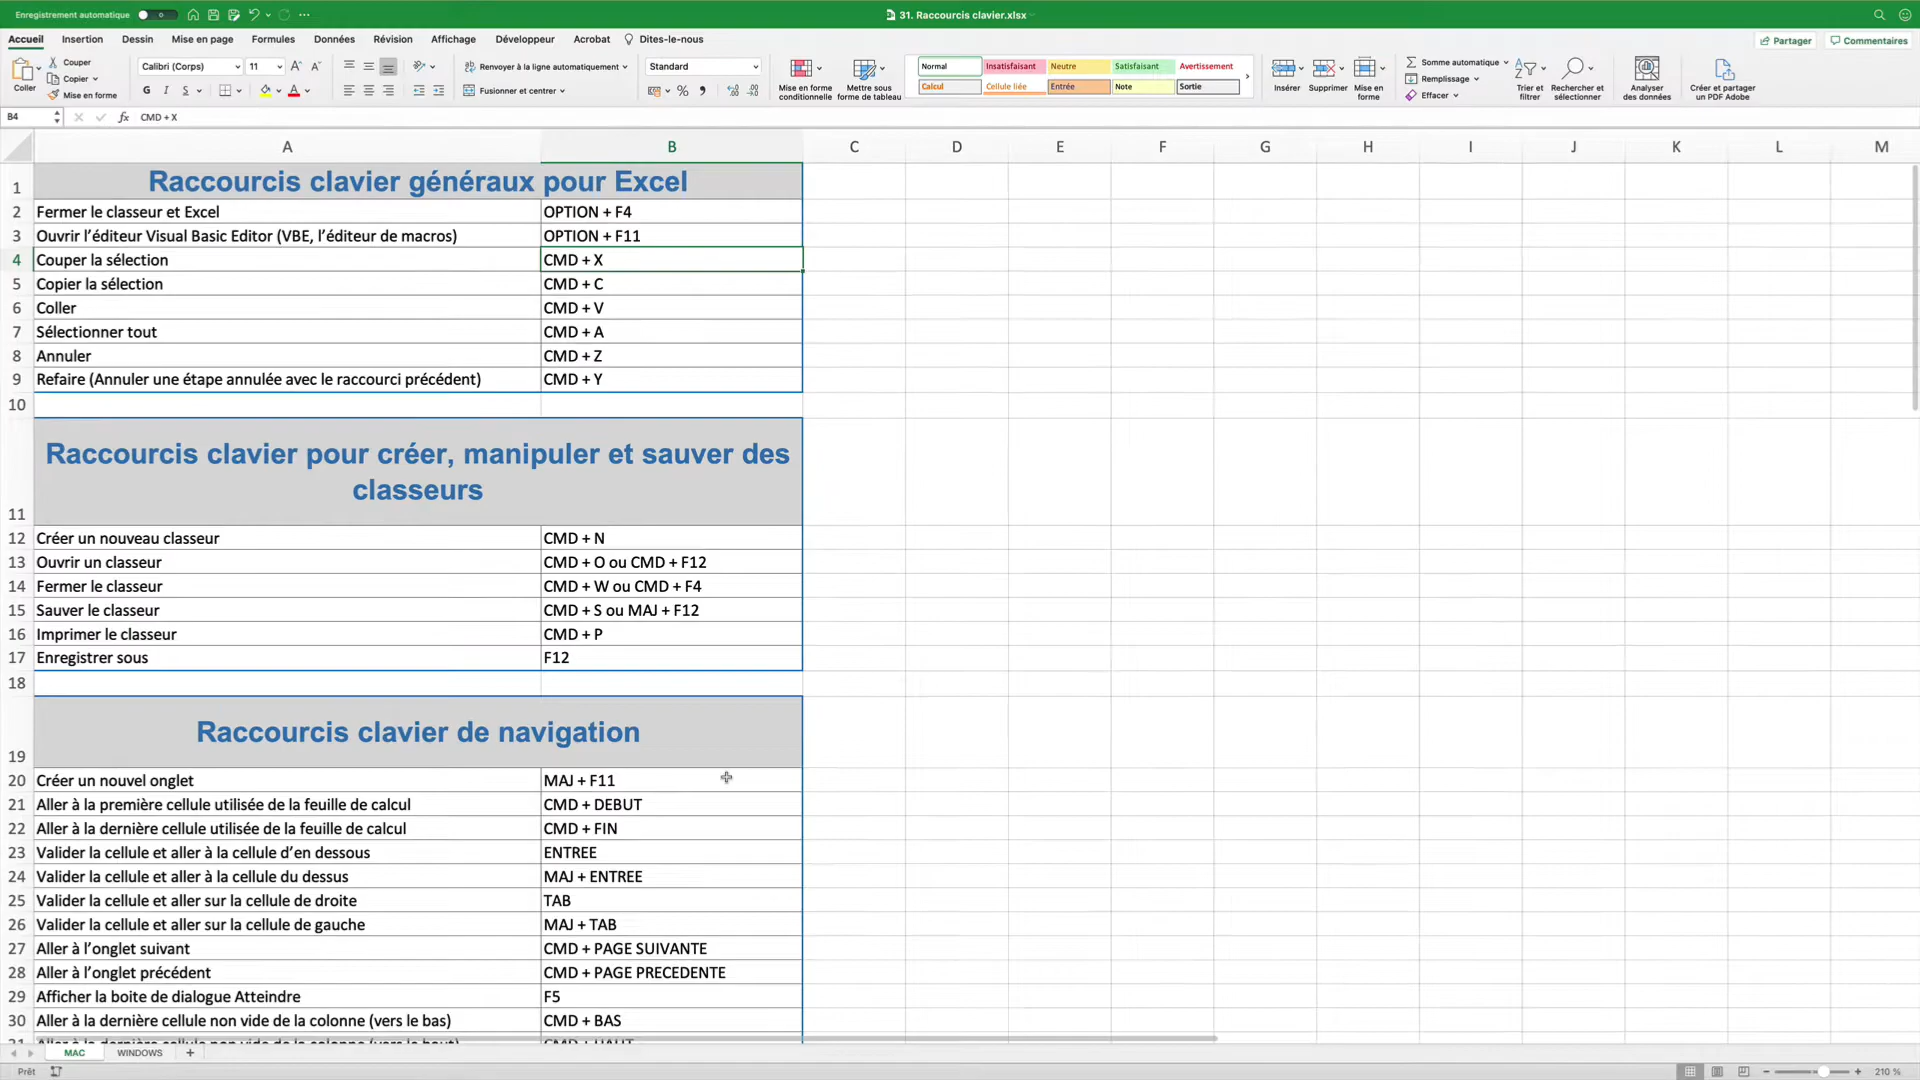 Enregistrement automatique
31. Raccourcis clavier.xlsx
Accueil Insertion Dessin Mise en page Formules Données Révision Affichage Développeur Acrobat Dites-le-nous Partager Commentaires
Coller
Couper
Copier
Mise en forme
Calibri (Corps) 11
G I S
Renvoyer à la ligne automatiquement
Fusionner et centrer
Standard
Mise en forme conditionnelle
Mettre sous forme de tableau
Normal Insatisfaisant Neutre Satisfaisant Avertissement
Calcul Cellule liée Entrée Note Sortie
Insérer Supprimer Mise en forme
Somme automatique
Remplissage
Effacer
Trier et filtrer
Rechercher et sélectionner
Analyser des données
Créer et partager un PDF Adobe
B4 fx CMD + X
A B C D E F G H I J K L M
1 Raccourcis clavier généraux pour Excel
2 Fermer le classeur et Excel OPTION + F4
3 Ouvrir l’éditeur Visual Basic Editor (VBE, l’éditeur de macros) OPTION + F11
4 Couper la sélection CMD + X
5 Copier la sélection CMD + C
6 Coller CMD + V
7 Sélectionner tout CMD + A
8 Annuler CMD + Z
9 Refaire (Annuler une étape annulée avec le raccourci précédent) CMD + Y
10
Raccourcis clavier pour créer, manipuler et sauver des
classeurs
11
12 Créer un nouveau classeur CMD + N
13 Ouvrir un classeur CMD + O ou CMD + F12
14 Fermer le classeur CMD + W ou CMD + F4
15 Sauver le classeur CMD + S ou MAJ + F12
16 Imprimer le classeur CMD + P
17 Enregistrer sous F12
18
Raccourcis clavier de navigation
19
20 Créer un nouvel onglet MAJ + F11
21 Aller à la première cellule utilisée de la feuille de calcul CMD + DEBUT
22 Aller à la dernière cellule utilisée de la feuille de calcul CMD + FIN
23 Valider la cellule et aller à la cellule d’en dessous ENTREE
24 Valider la cellule et aller à la cellule du dessus MAJ + ENTREE
25 Valider la cellule et aller sur la cellule de droite TAB
26 Valider la cellule et aller sur la cellule de gauche MAJ + TAB
27 Aller à l’onglet suivant CMD + PAGE SUIVANTE
28 Aller à l’onglet précédent CMD + PAGE PRECEDENTE
29 Afficher la boite de dialogue Atteindre F5
30 Aller à la dernière cellule non vide de la colonne (vers le bas) CMD + BAS
MAC WINDOWS
Prêt 210 %